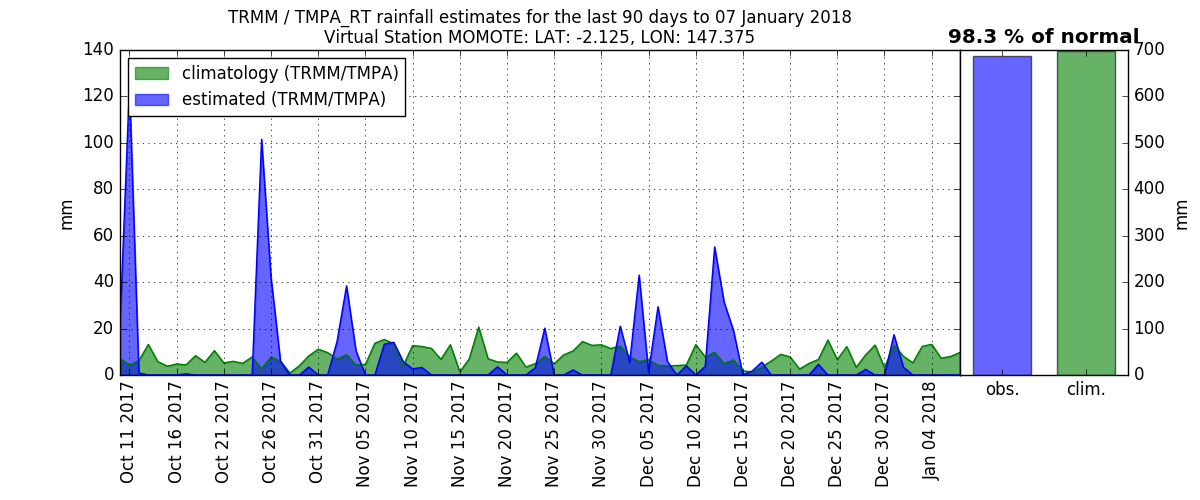 TRMM / TMPA_RT rainfall estimates for the last 90 days to 07 January 2018
Virtual Station MOMOTE: LAT: -2.125, LON: 147.375
98.3 % of normal
climatology (TRMM/TMPA)
estimated (TRMM/TMPA)
140
120
100
80
60
40
20
0
mm
700
600
500
400
300
200
100
0
mm
Oct 11 2017
Oct 16 2017
Oct 21 2017
Oct 26 2017
Oct 31 2017
Nov 05 2017
Nov 10 2017
Nov 15 2017
Nov 20 2017
Nov 25 2017
Nov 30 2017
Dec 05 2017
Dec 10 2017
Dec 15 2017
Dec 20 2017
Dec 25 2017
Dec 30 2017
Jan 04 2018
obs.
clim.